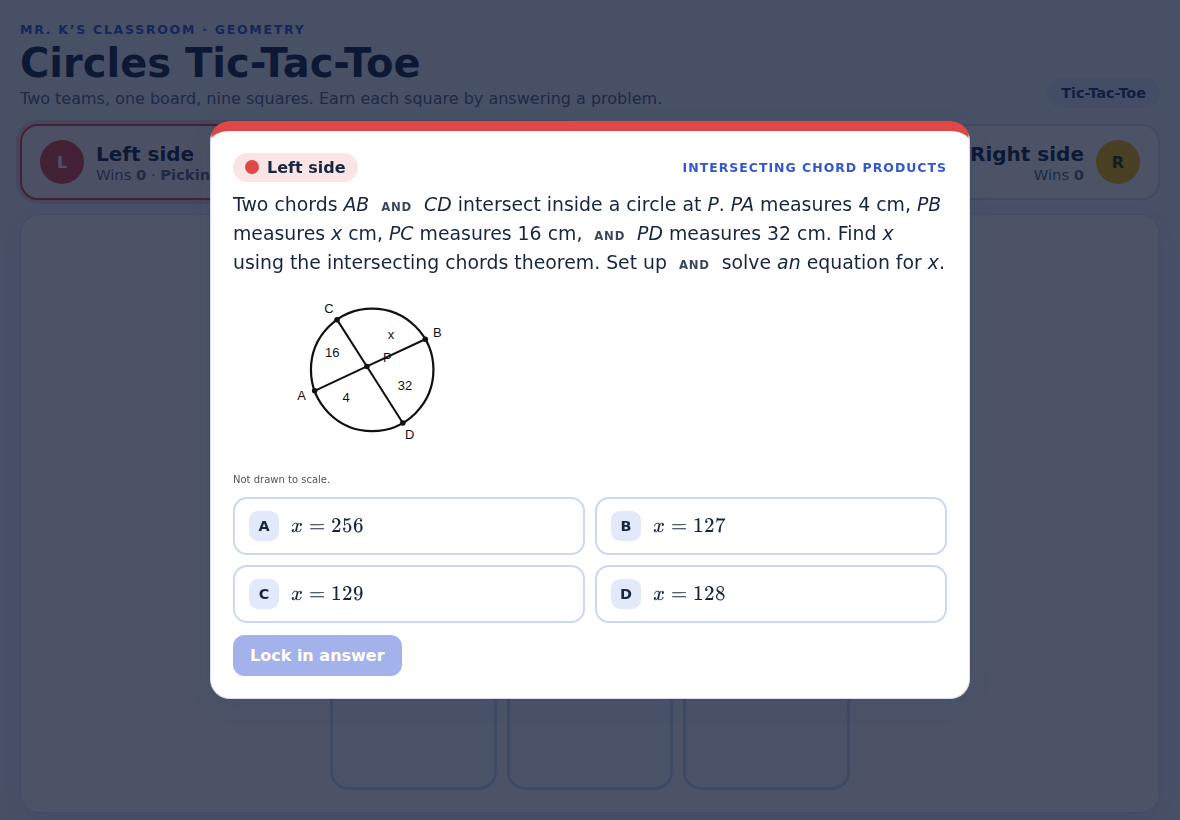 MR. K’S CLASSROOM · GEOMETRY
Circles Tic-Tac-Toe
Two teams, one board, nine squares. Earn each square by answering a problem.
Tic-Tac-Toe
L
Left side
Wins 0 · Pickin
Right side
Wins 0
R
Left side
INTERSECTING CHORD PRODUCTS
Two chords AB AND CD intersect inside a circle at P. PA measures 4 cm, PB
measures x cm, PC measures 16 cm, AND PD measures 32 cm. Find x
using the intersecting chords theorem. Set up AND solve an equation for x.
C
x
B
16
P
32
A
4
D
Not drawn to scale.
A x = 256
B x = 127
C x = 129
D x = 128
Lock in answer